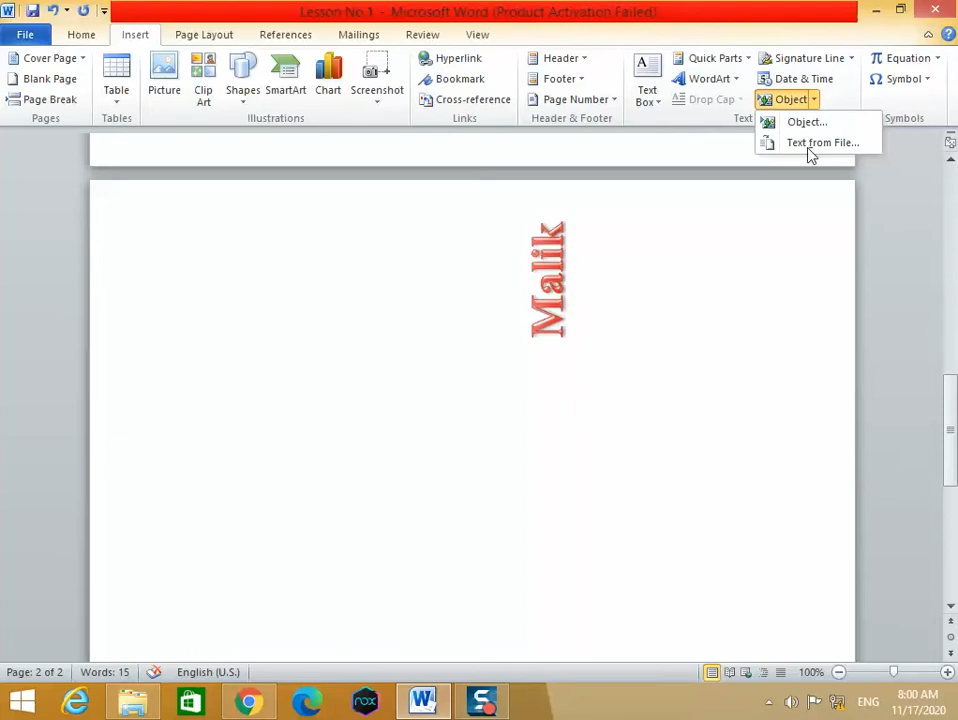 Lesson No 1 - Microsoft Word (Product Activation Failed)
File Home Insert Page Layout References Mailings Review View
Cover Page
Blank Page
Page Break
Pages
Table
Tables
Picture
Clip Art
Shapes
SmartArt
Chart
Screenshot
Illustrations
Hyperlink
Bookmark
Cross-reference
Links
Header
Footer
Page Number
Header & Footer
Text Box
Quick Parts
WordArt
Drop Cap
Signature Line
Date & Time
Object
Text
Equation
Symbol
Symbols
Object...
Text from File...
Malik
Page: 2 of 2 Words: 15 English (U.S.) 100%
ENG
8:00 AM
11/17/2020